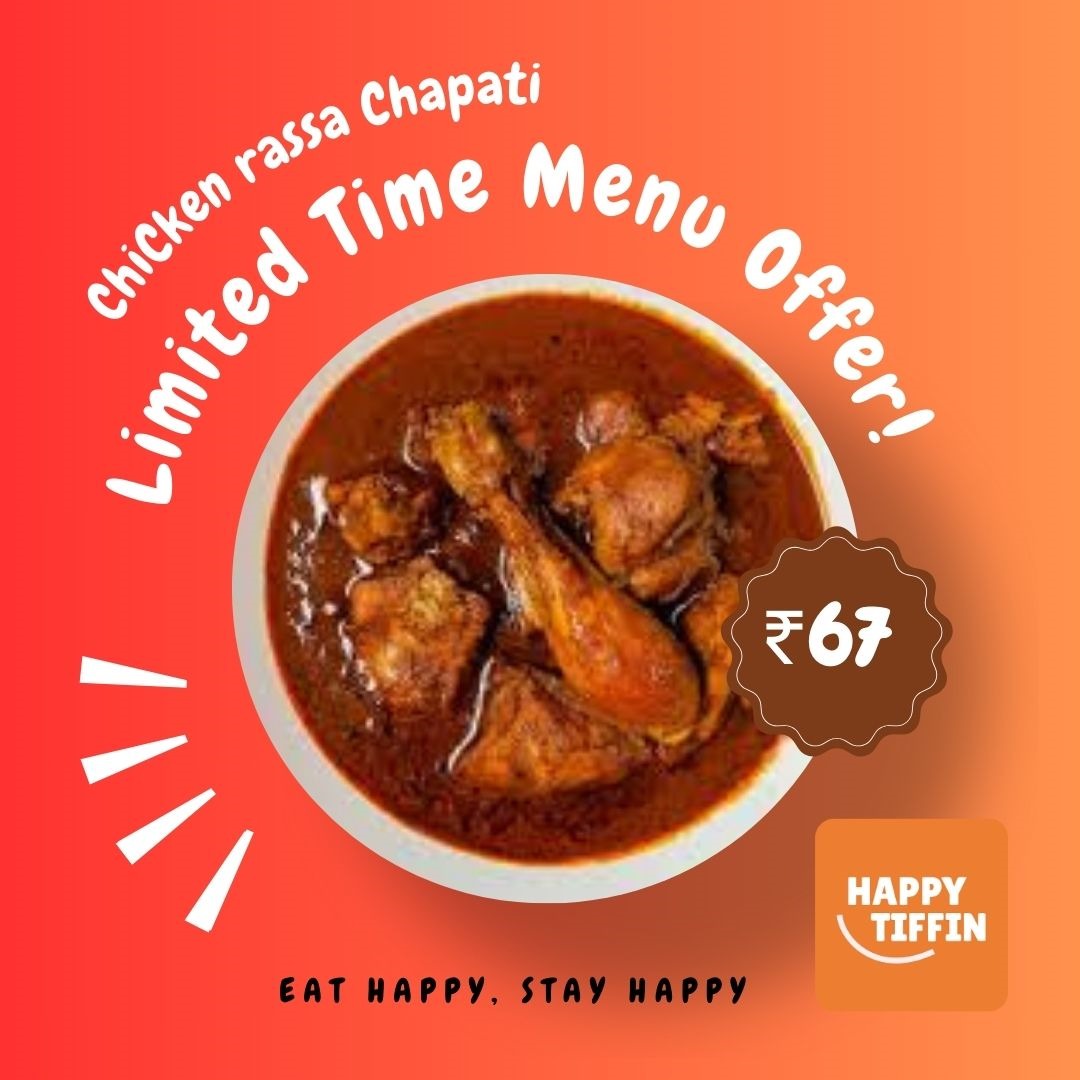 ChiCken rassa Chapati
Limited Time Menu Offer!
₹67
HAPPY
TIFFIN
EAT HAPPY, STAY HAPPY